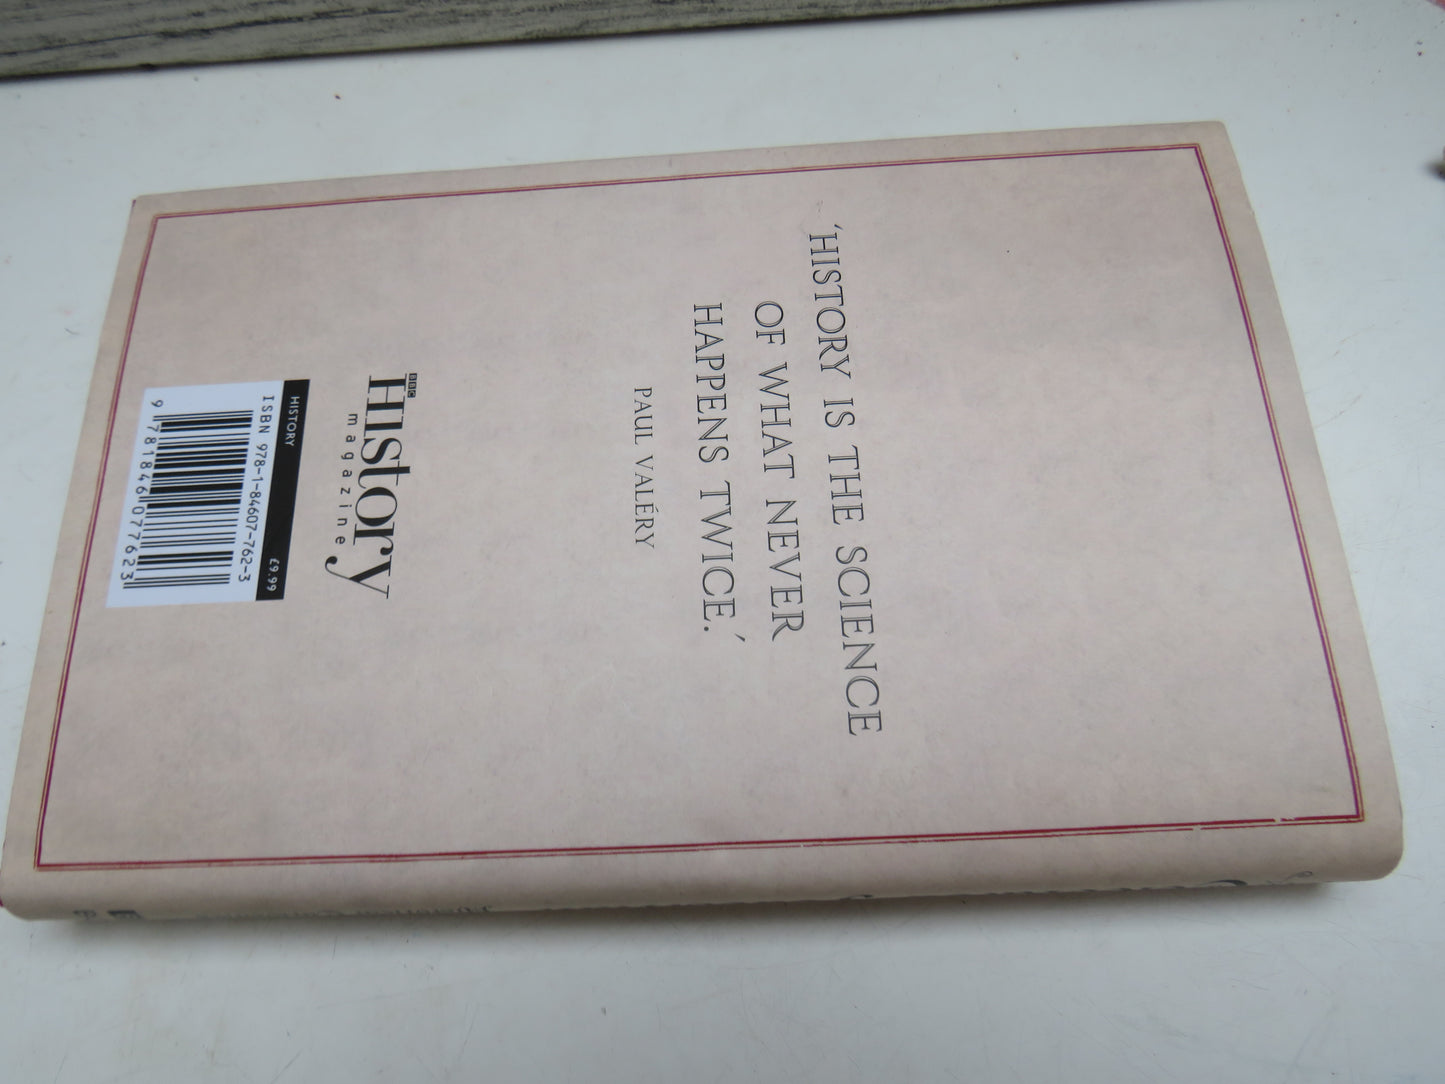 'HISTORY IS THE SCIENCE
OF WHAT NEVER
HAPPENS TWICE.'
PAUL VALÉRY
BBC
History
magazine
HISTORY £9.99
ISBN 978-1-84607-762-3
9 781846 077623